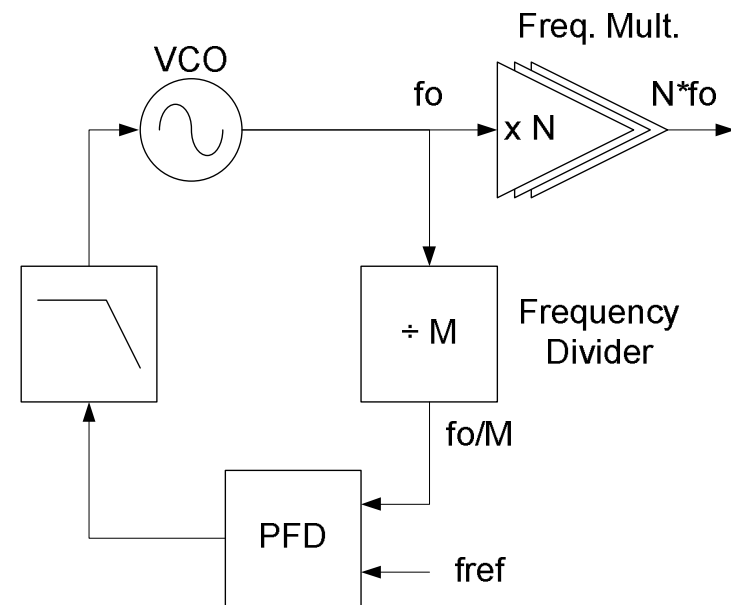 Freq. Mult.
VCO
fo
N*fo
x N
÷ M
Frequency
Divider
fo/M
PFD
fref